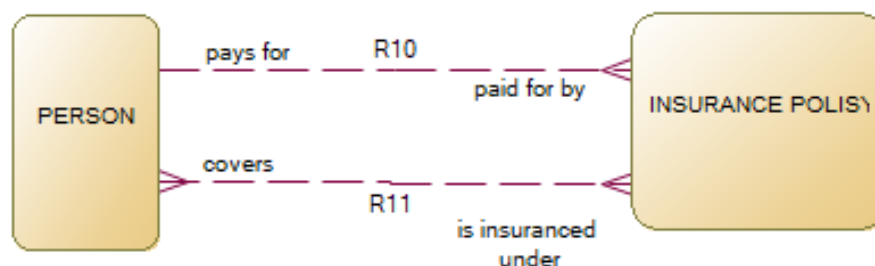 pays for
R10
paid for by
PERSON
INSURANCE POLISY
covers
R11
is insuranced
under